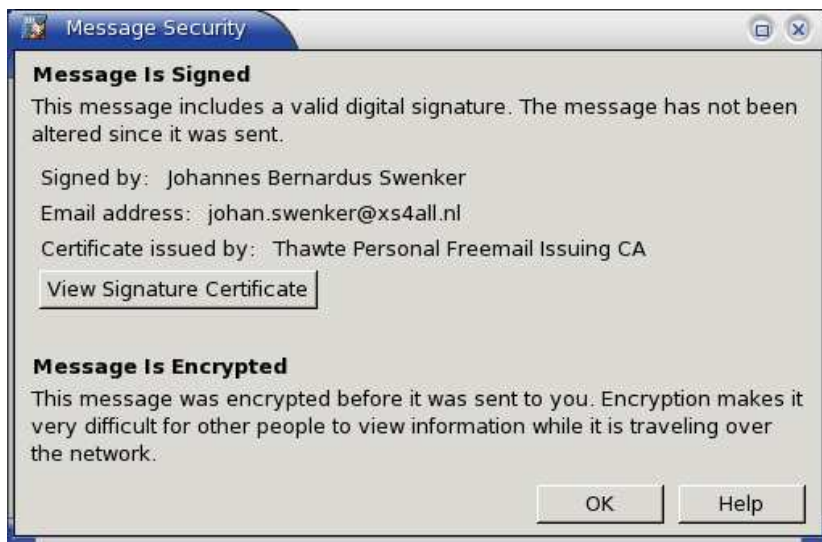 Message Security
Message Is Signed
This message includes a valid digital signature. The message has not been
altered since it was sent.
Signed by: Johannes Bernardus Swenker
Email address: johan.swenker@xs4all.nl
Certificate issued by: Thawte Personal Freemail Issuing CA
View Signature Certificate
Message Is Encrypted
This message was encrypted before it was sent to you. Encryption makes it
very difficult for other people to view information while it is traveling over
the network.
OK Help